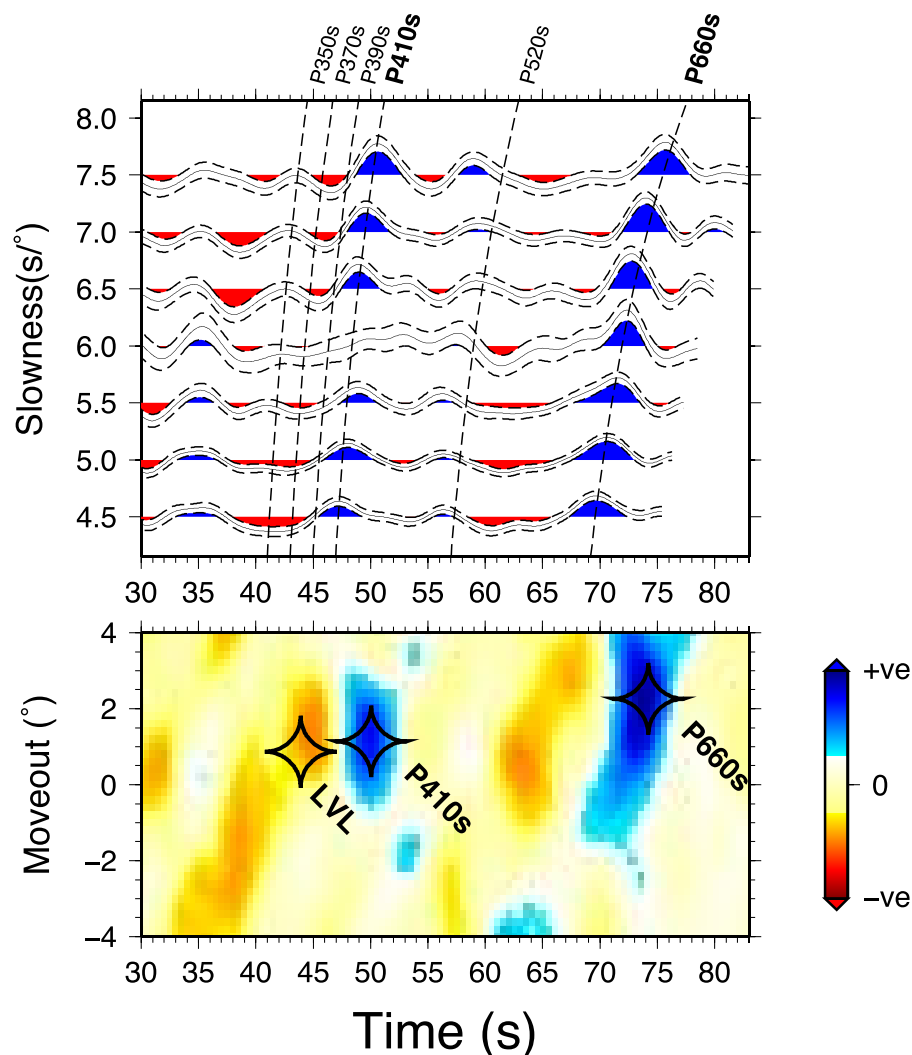 P350s
P370s
P390s
P410s
P520s
P660s
8.0
7.5
7.0
6.5
6.0
5.5
5.0
4.5
Slowness(s/°)
30 35 40 45 50 55 60 65 70 75 80
4
2
0
−2
−4
Moveout (°)
LVL
P410s
P660s
+ve
0
−ve
30 35 40 45 50 55 60 65 70 75 80
Time (s)